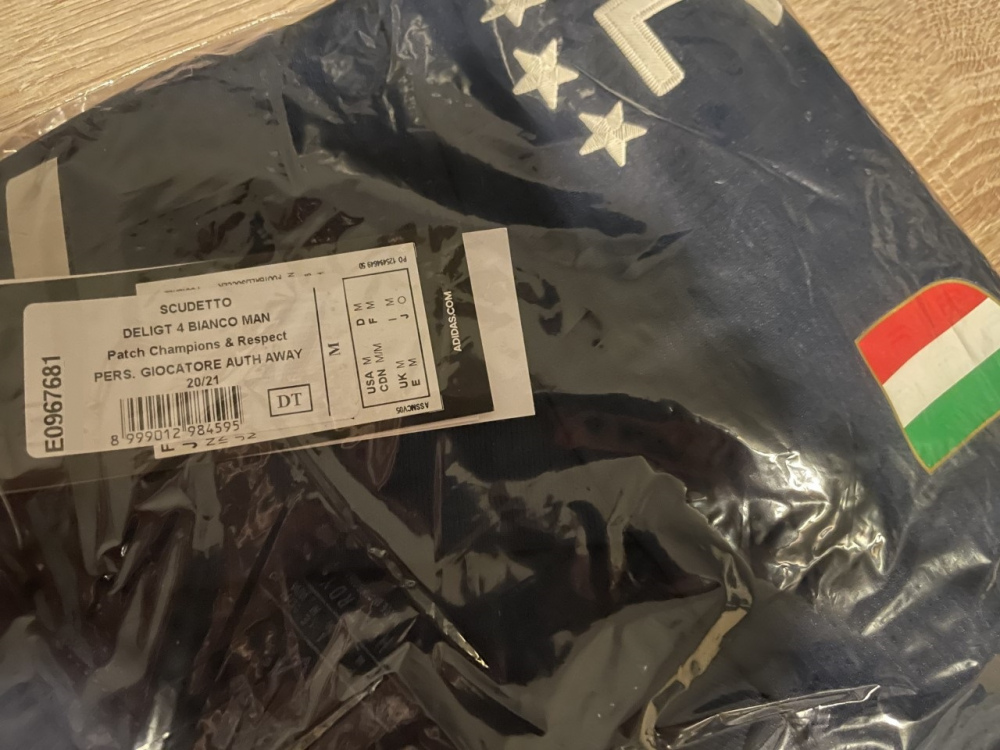 SCUDETTO
DELIGT 4 BIANCO MAN
Patch Champions & Respect
PERS. GIOCATORE AUTH AWAY
20/21
DT
E0967681
8 999012 984595
M
USA M D M
CDN M/M F M
UK M I M
E M J O
ASSMCV05
ADIDAS.COM